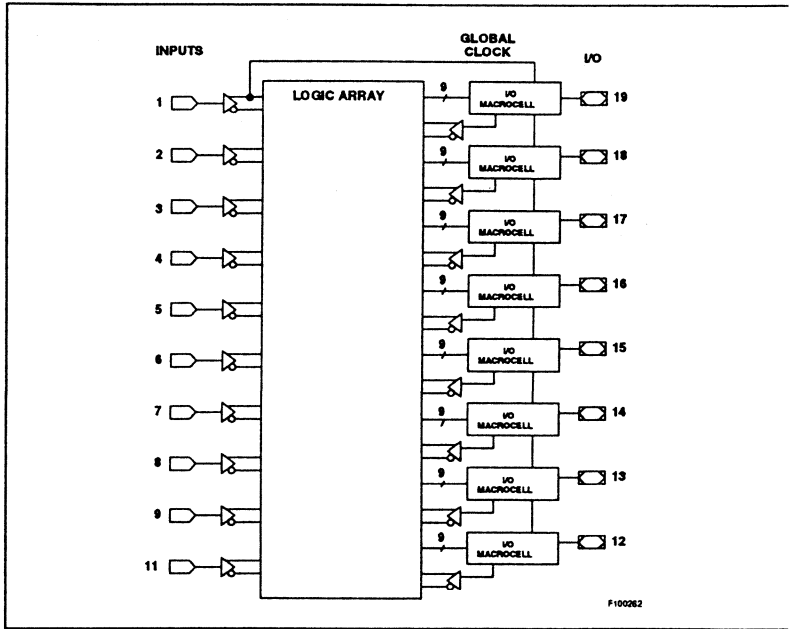 INPUTS
GLOBAL
CLOCK
I/O
LOGIC ARRAY
1
9
I/O
MACROCELL
19
2
9
I/O
MACROCELL
18
3
9
I/O
MACROCELL
17
4
9
I/O
MACROCELL
16
5
9
I/O
MACROCELL
15
6
9
I/O
MACROCELL
14
7
9
I/O
MACROCELL
13
8
9
I/O
MACROCELL
12
9
11
F100262